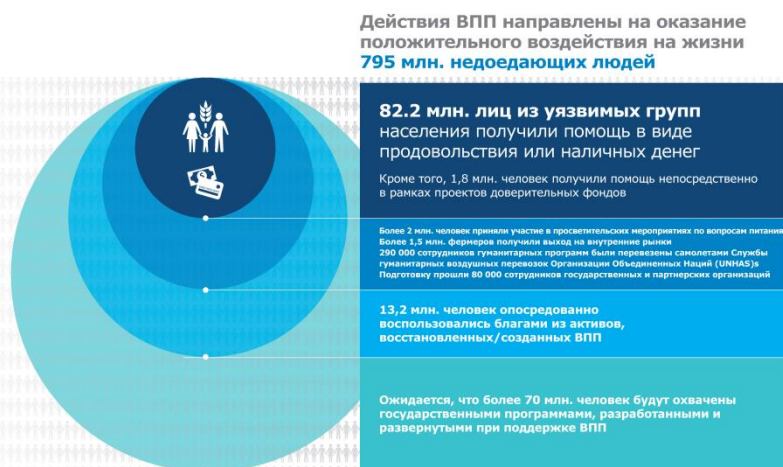 Действия ВПП направлены на оказание
положительного воздействия на жизни
795 млн. недоедающих людей
82.2 млн. лиц из уязвимых групп
населения получили помощь в виде
продовольствия или наличных денег
Кроме того, 1,8 млн. человек получили помощь непосредственно
в рамках проектов доверительных фондов
Более 2 млн. человек приняли участие в просветительских мероприятиях по вопросам питания
Более 1,5 млн. фермеров получили выход на внутренние рынки
290 000 сотрудников гуманитарных программ были перевезены самолетами Службы
гуманитарных воздушных перевозок Организации Объединенных Наций (UNHAS)s
Подготовку прошли 80 000 сотрудников государственных и партнерских организаций
13,2 млн. человек опосредованно
воспользовались благами из активов,
восстановленных/созданных ВПП
Ожидается, что более 70 млн. человек будут охвачены
государственными программами, разработанными и
развернутыми при поддержке ВПП